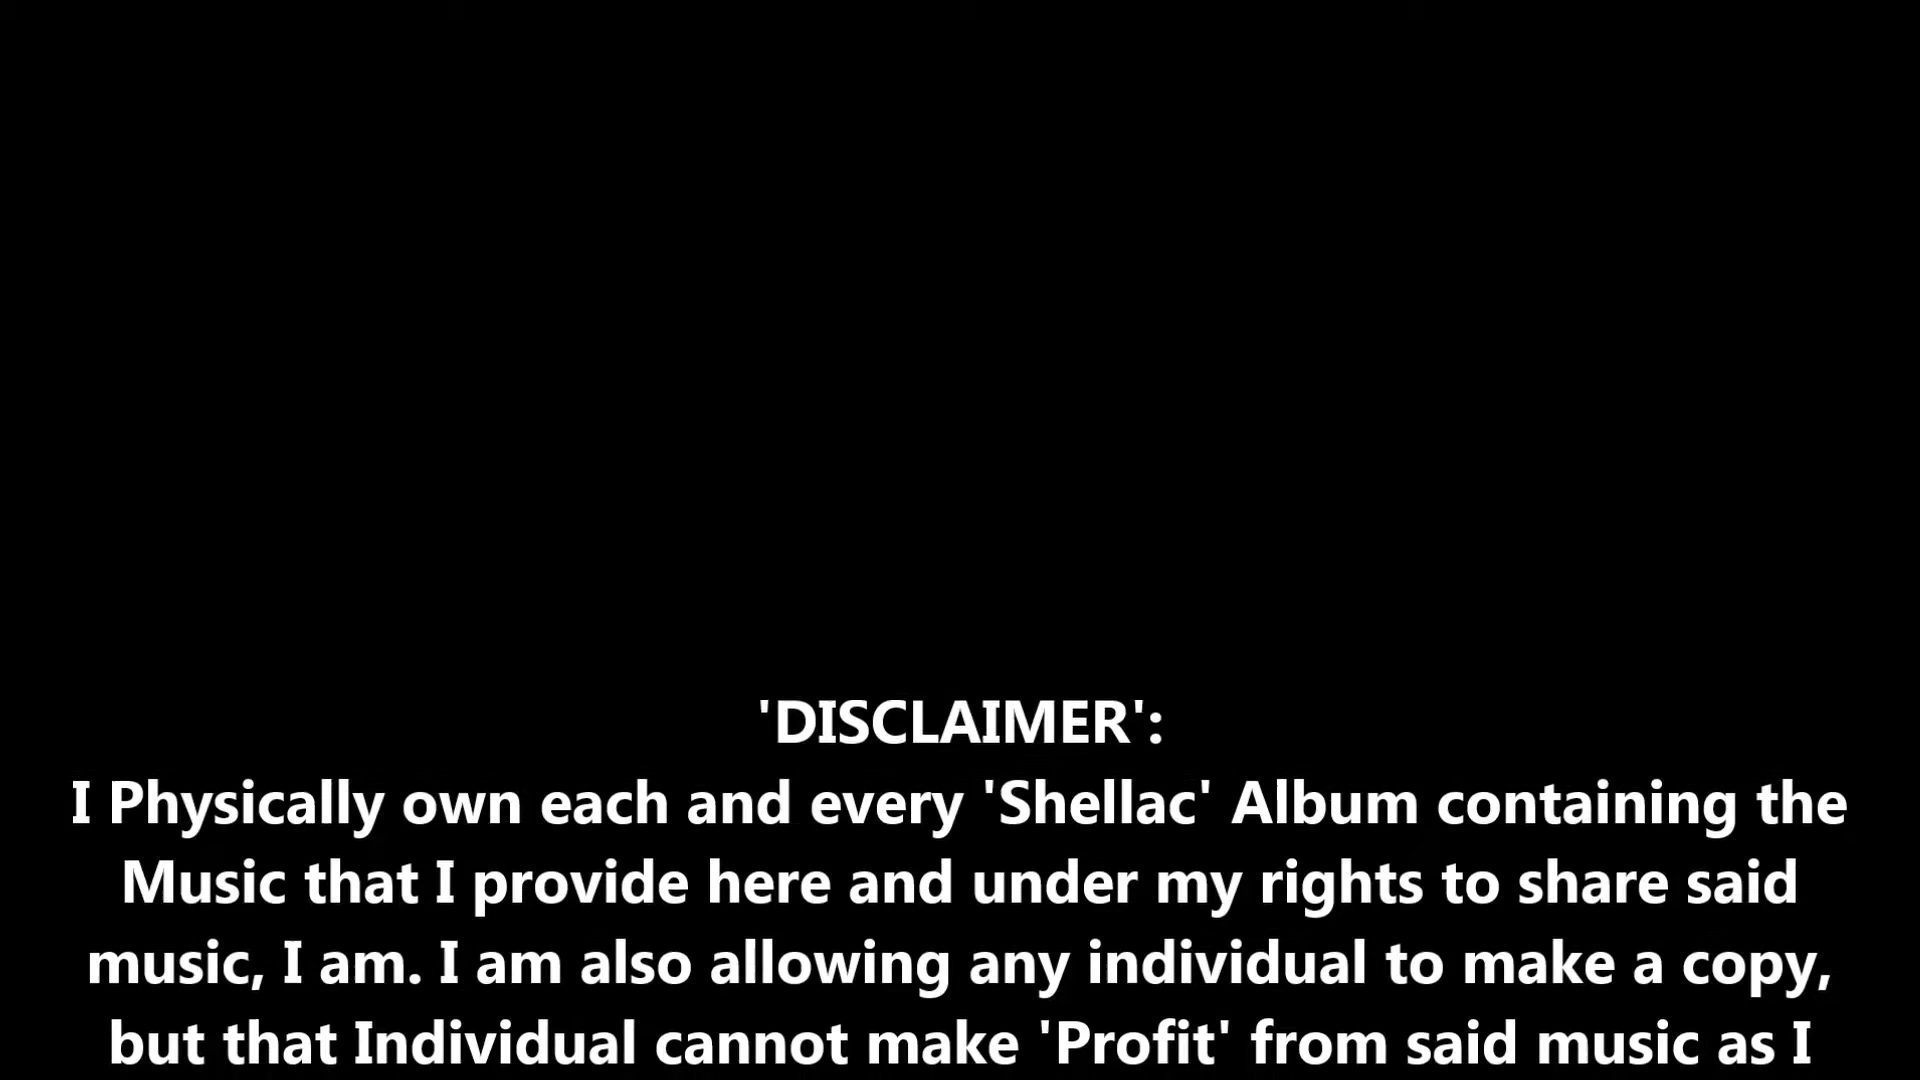 'DISCLAIMER':
I Physically own each and every 'Shellac' Album containing the
Music that I provide here and under my rights to share said
music, I am. I am also allowing any individual to make a copy,
but that Individual cannot make 'Profit' from said music as I